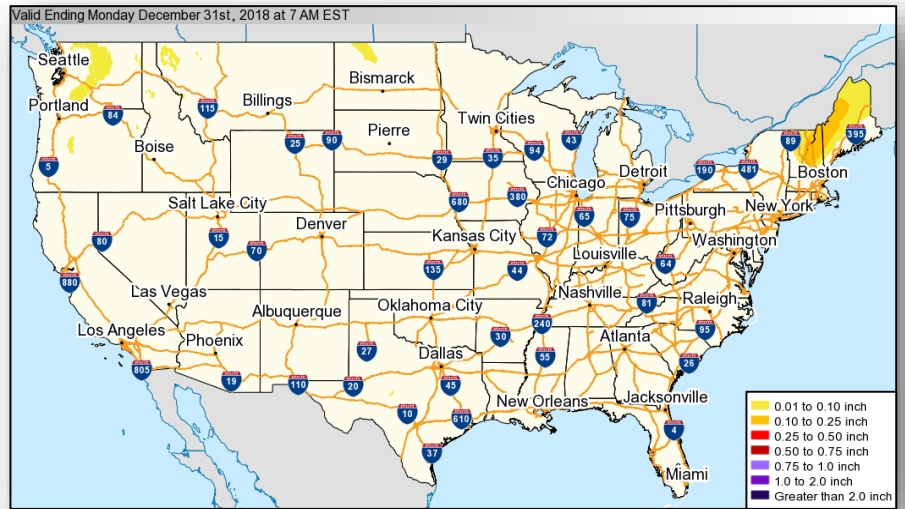 Valid Ending Monday December 31st, 2018 at 7 AM EST
Seattle
Bismarck
115
Billings
Portland
84
Twin Cities
Pierre
25
90
43
89
395
Boise
29
35
94
5
190
481
Boston
Detroit
Chicago
680
380
Salt Lake City
New York
Pittsburgh
65
75
Denver
80
15
Kansas City
72
Washington
70
Louisville
64
135
44
880
Las Vegas
Nashville
81
Raleigh
Albuquerque
Oklahoma City
240
95
Los Angeles
30
Phoenix
Atlanta
27
Dallas
55
26
805
19
110
20
45
New Orleans
Jacksonville
10
610
4
37
Miami
0.01 to 0.10 inch
0.10 to 0.25 inch
0.25 to 0.50 inch
0.50 to 0.75 inch
0.75 to 1.0 inch
1.0 to 2.0 inch
Greater than 2.0 inch